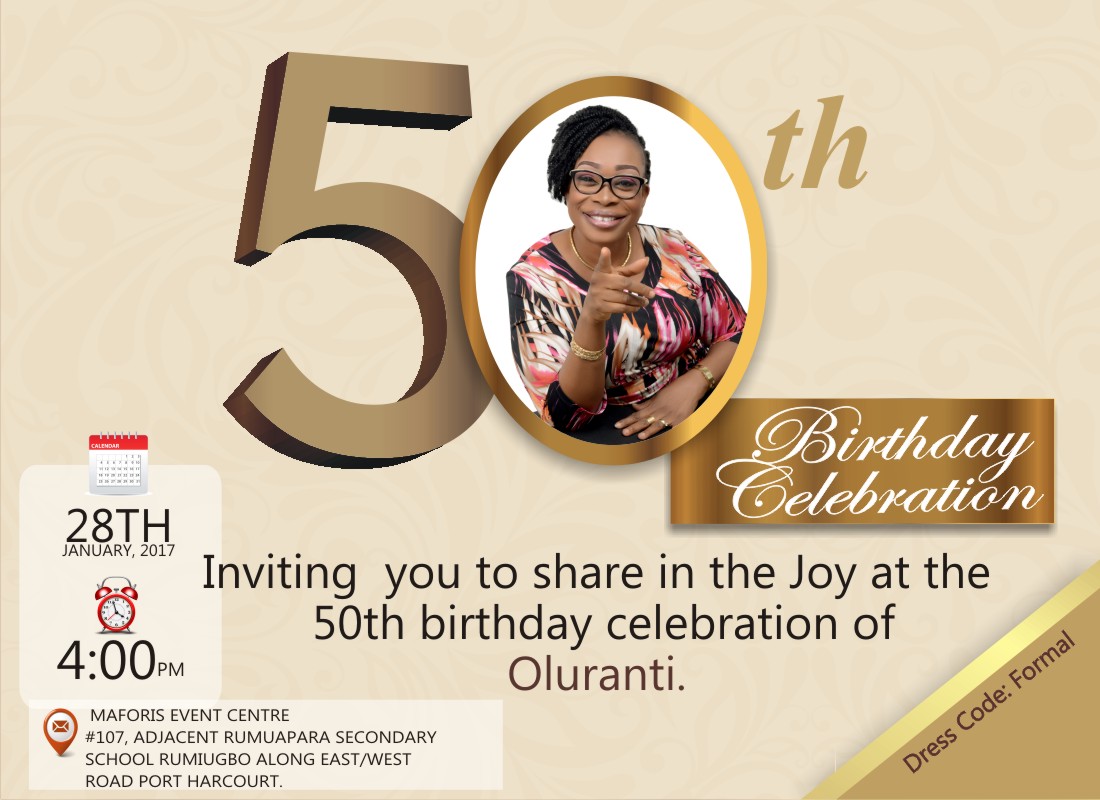 50th
Birthday
Celebration
CALENDAR
28TH
JANUARY, 2017
4:00PM
Inviting you to share in the Joy at the
50th birthday celebration of
Oluranti.
MAFORIS EVENT CENTRE
#107, ADJACENT RUMUAPARA SECONDARY
SCHOOL RUMIUGBO ALONG EAST/WEST
ROAD PORT HARCOURT.
Dress Code: Formal